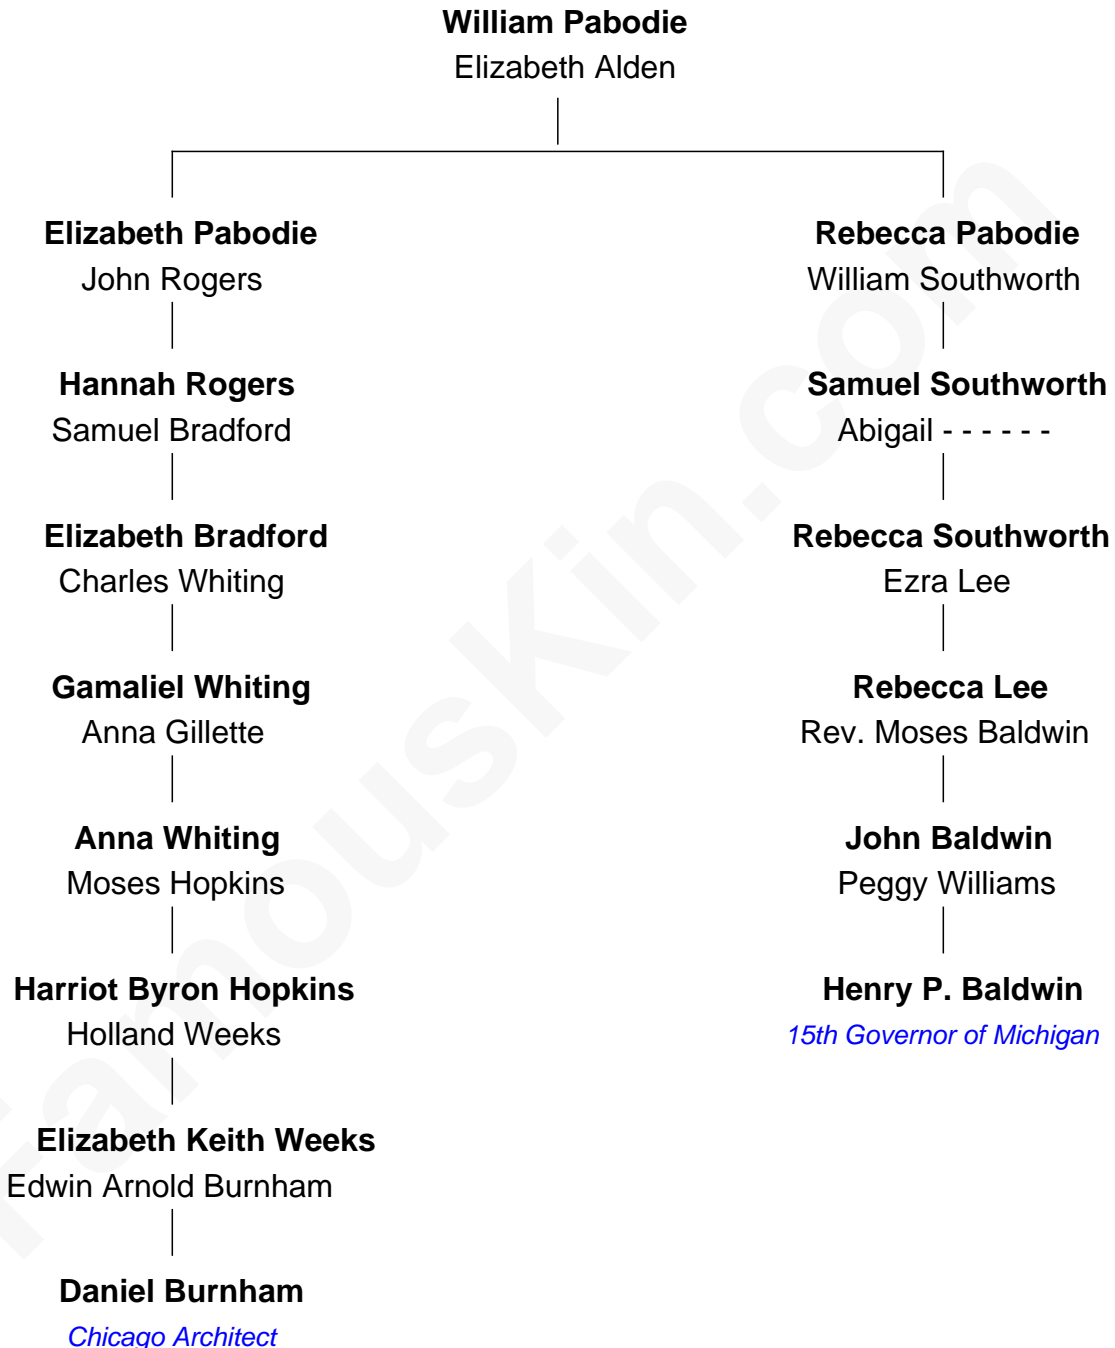 William Pabodie
Elizabeth Alden
Elizabeth Pabodie
John Rogers
Hannah Rogers
Samuel Bradford
Elizabeth Bradford
Charles Whiting
Gamaliel Whiting
Anna Gillette
Anna Whiting
Moses Hopkins
Harriot Byron Hopkins
Holland Weeks
Elizabeth Keith Weeks
Edwin Arnold Burnham
Daniel Burnham
Chicago Architect
Rebecca Pabodie
William Southworth
Samuel Southworth
Abigail - - - - - -
Rebecca Southworth
Ezra Lee
Rebecca Lee
Rev. Moses Baldwin
John Baldwin
Peggy Williams
Henry P. Baldwin
15th Governor of Michigan
FamousKin.com